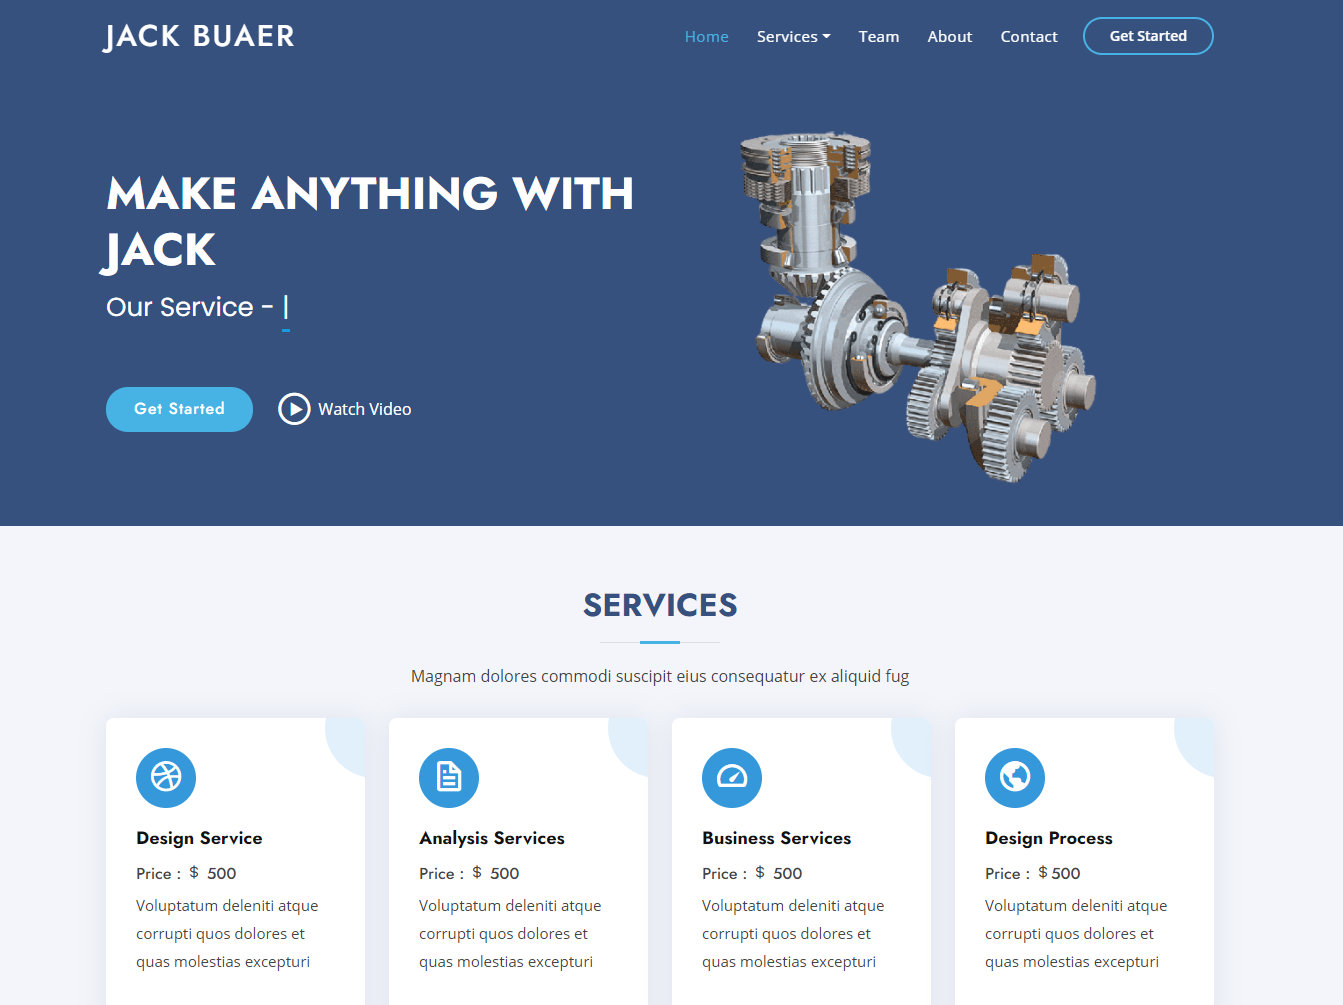 JACK BUAER
Home Services Team About Contact Get Started
MAKE ANYTHING WITH
JACK
Our Service - |
Get Started Watch Video
SERVICES
Magnam dolores commodi suscipit eius consequatur ex aliquid fug
Design Service
Price : $ 500
Voluptatum deleniti atque
corrupti quos dolores et
quas molestias excepturi
Analysis Services
Price : $ 500
Voluptatum deleniti atque
corrupti quos dolores et
quas molestias excepturi
Business Services
Price : $ 500
Voluptatum deleniti atque
corrupti quos dolores et
quas molestias excepturi
Design Process
Price : $ 500
Voluptatum deleniti atque
corrupti quos dolores et
quas molestias excepturi